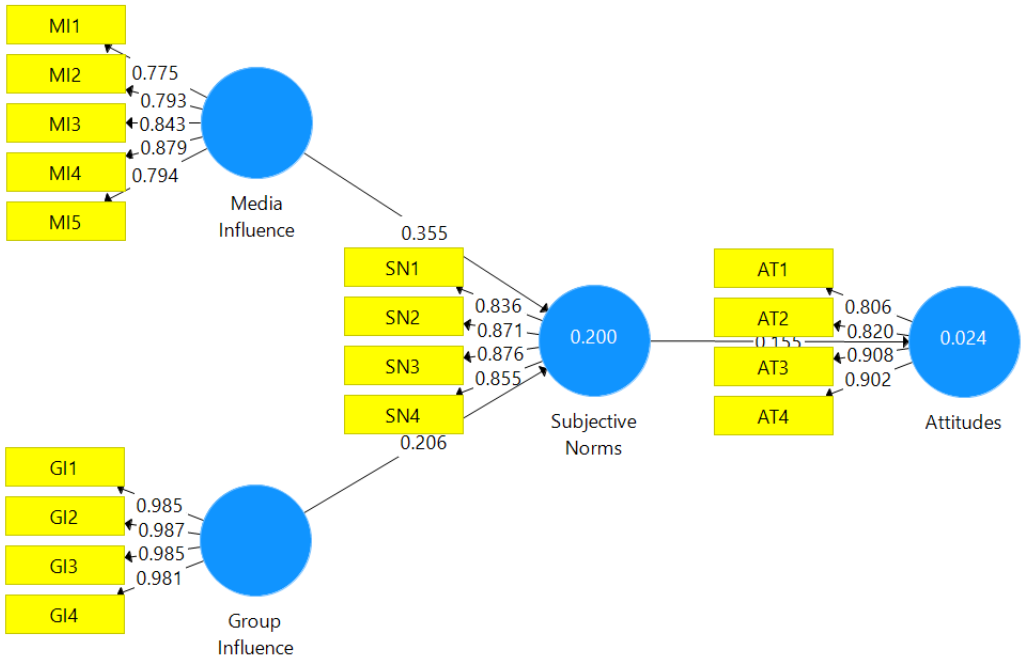 MI1
MI2
MI3
MI4
MI5
0.775
0.793
0.843
0.879
0.794
Media
Influence
0.355
SN1
SN2
SN3
SN4
0.836
0.871
0.876
0.855
0.200
Subjective
Norms
0.206
AT1
AT2
AT3
AT4
0.806
0.820
0.155
0.908
0.902
0.024
Attitudes
GI1
GI2
GI3
GI4
0.985
0.987
0.985
0.981
Group
Influence